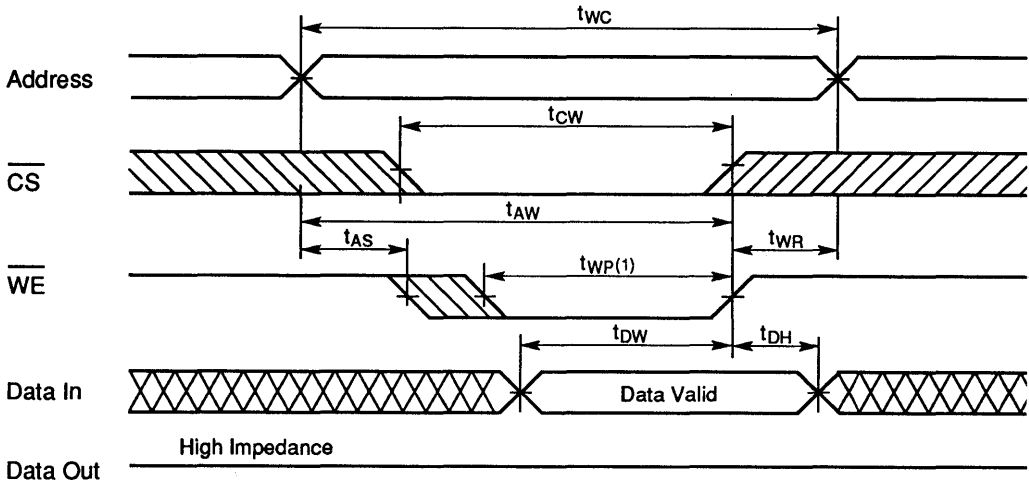 tWC
Address
tCW
CS
tAW
tAS
tWR
WE
tWP(1)
tDW
tDH
Data In
Data Valid
High Impedance
Data Out